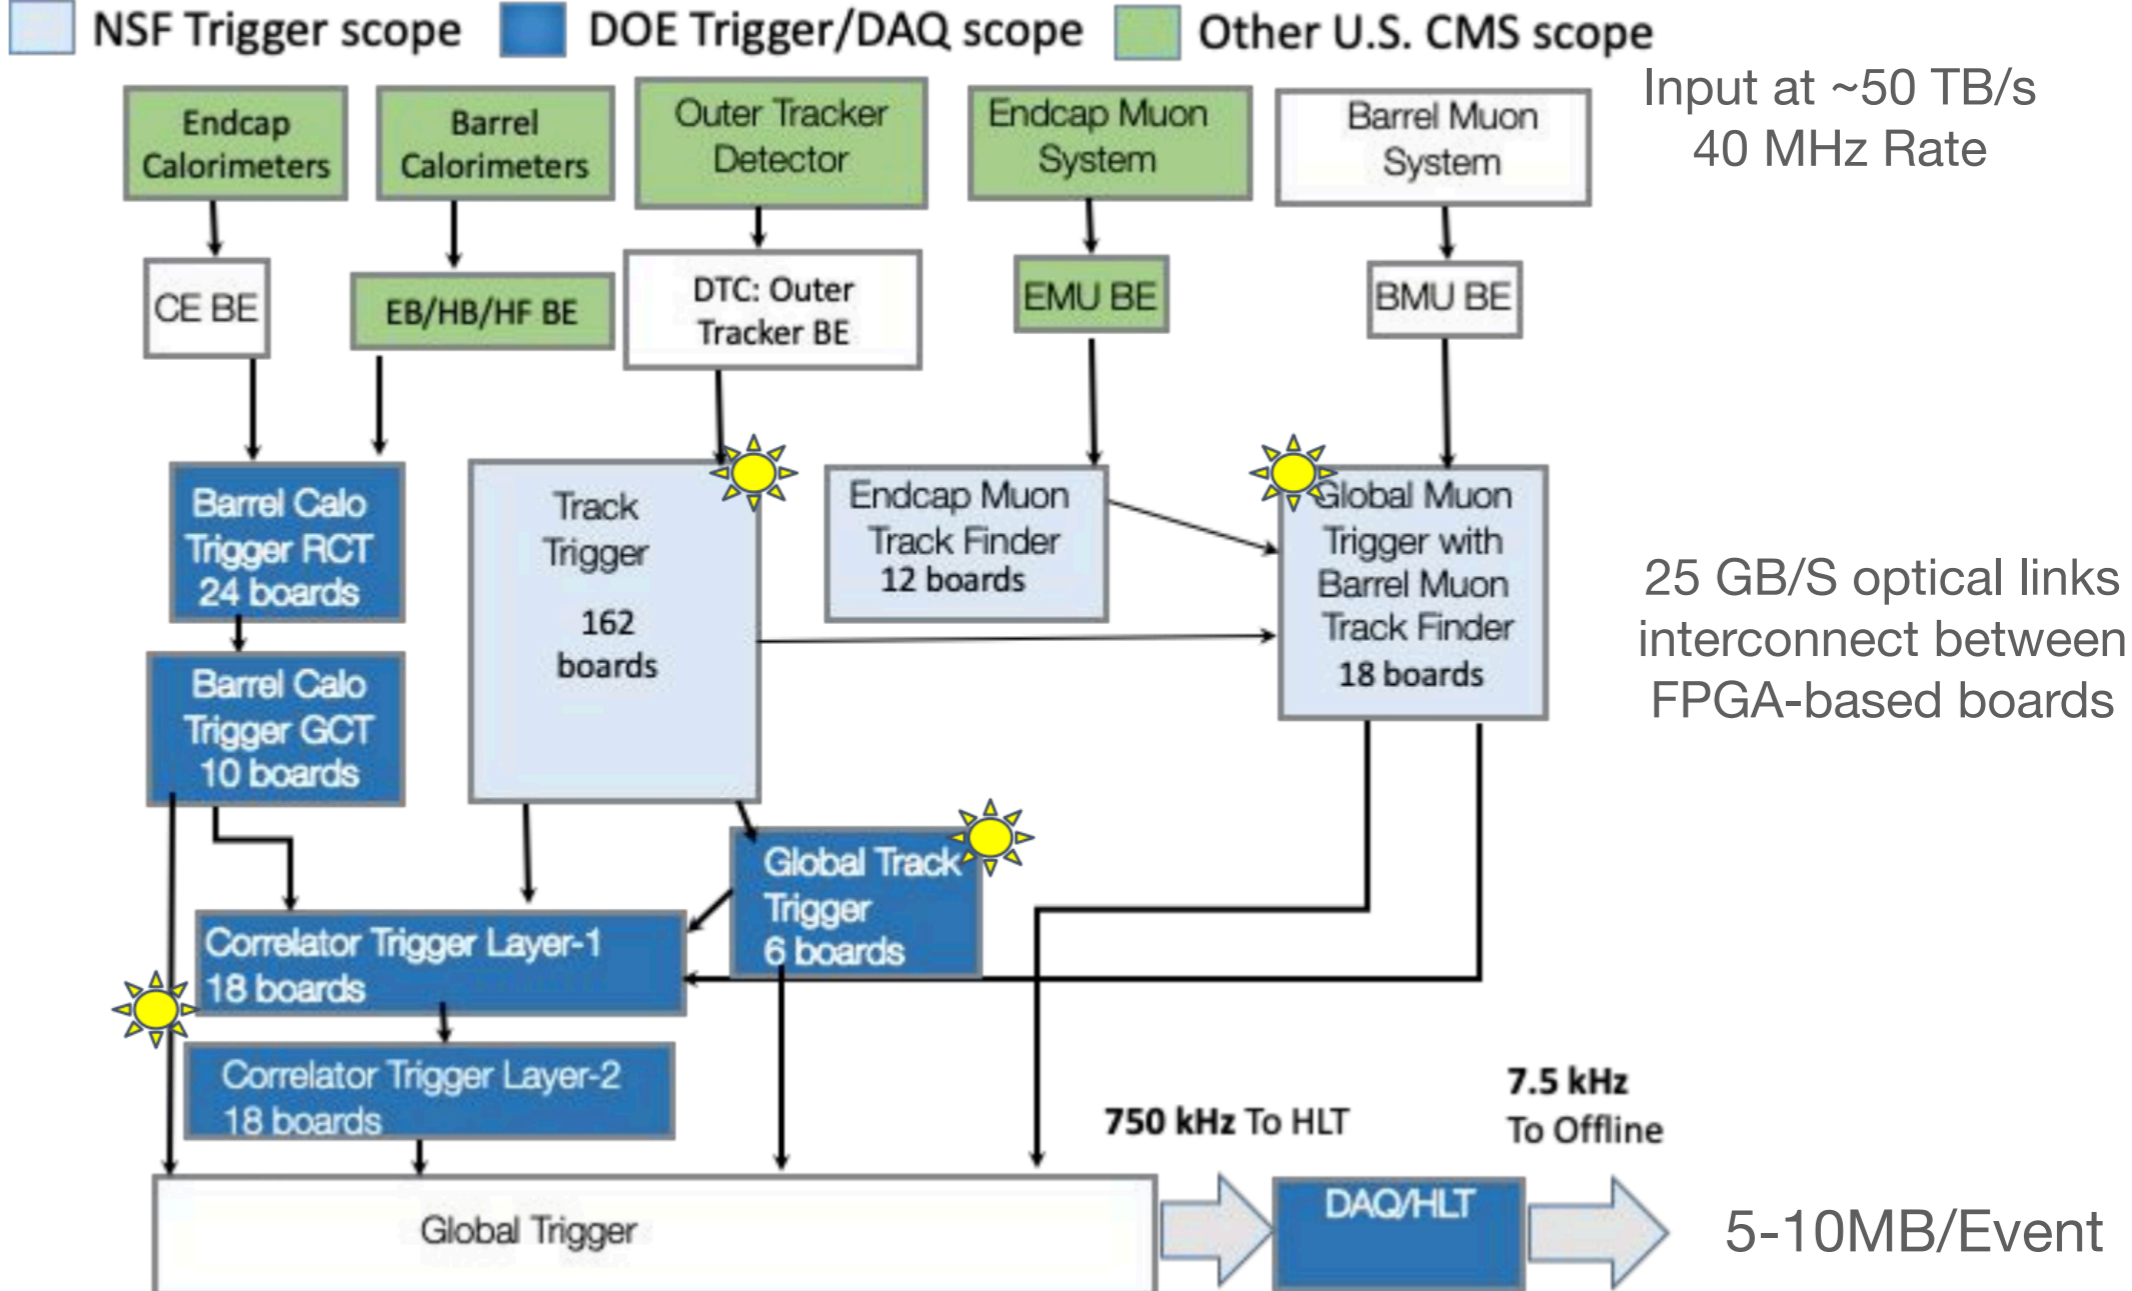 NSF Trigger scope
DOE Trigger/DAQ scope
Other U.S. CMS scope
Input at ~50 TB/s
40 MHz Rate
Endcap
Calorimeters
Barrel
Calorimeters
Outer Tracker
Detector
Endcap Muon
System
Barrel Muon
System
CE BE
EB/HB/HF BE
DTC: Outer
Tracker BE
EMU BE
BMU BE
Barrel Calo
Trigger RCT
24 boards
Track
Trigger
162
boards
Endcap Muon
Track Finder
12 boards
Global Muon
Trigger with
Barrel Muon
Track Finder
18 boards
25 GB/S optical links
interconnect between
FPGA-based boards
Barrel Calo
Trigger GCT
10 boards
Global Track
Trigger
6 boards
Correlator Trigger Layer-1
18 boards
Correlator Trigger Layer-2
18 boards
750 kHz To HLT
7.5 kHz
To Offline
Global Trigger
DAQ/HLT
5-10MB/Event